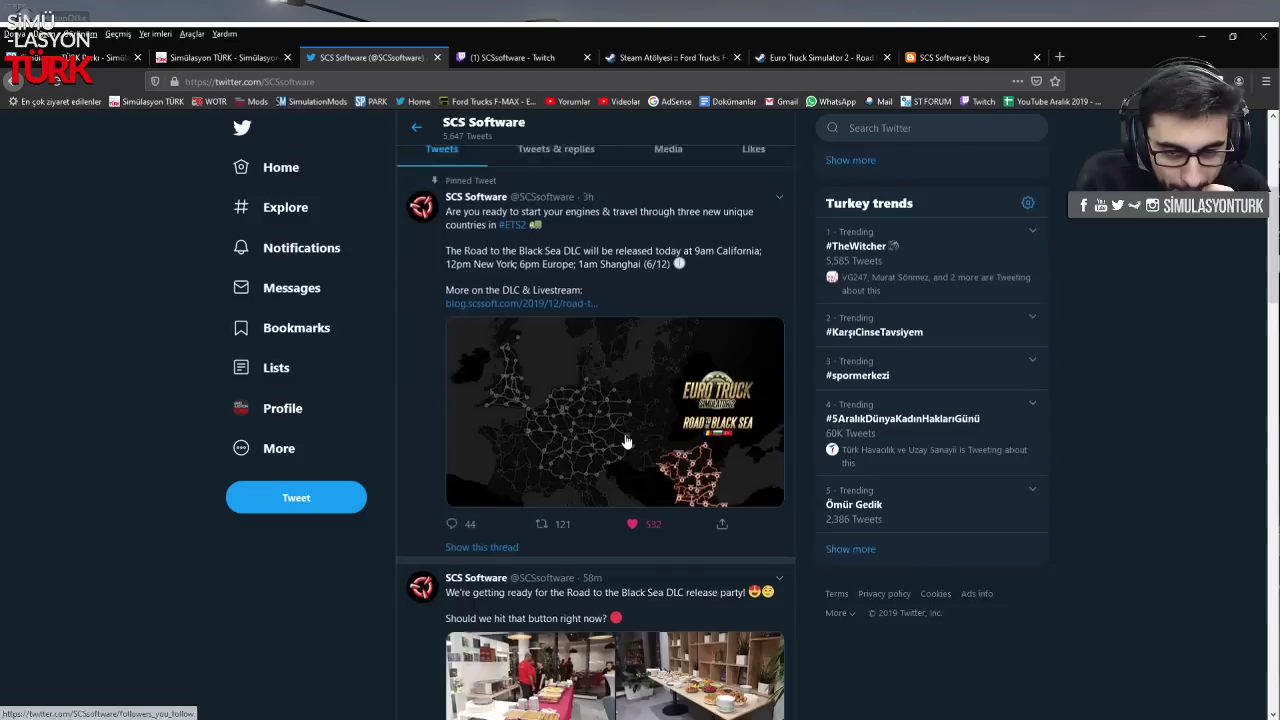 SİMÜ
-LASYON
TÜRK
Dosya Düzen Görünüm Geçmiş Yer imleri Araçlar Yardım
Simülasyon TÜRK - Simülasyon
SCS Software (@SCSsoftware)
(1) SCSsoftware - Twitch
Steam Atölyesi :: Ford Trucks F
Euro Truck Simulator 2 - Road
SCS Software's blog
https://twitter.com/SCSsoftware
En çok ziyaret edilenler
Simülasyon TÜRK
WOTR
Mods
SimulationMods
PARK
Home
Ford Trucks F-MAX - E...
Yorumlar
Videolar
AdSense
Dokümanlar
Gmail
WhatsApp
Mail
ST FORUM
Twitch
YouTube Aralık 2019 - ...
SİMULASYONTURK
Home
Explore
Notifications
Messages
Bookmarks
Lists
Profile
More
Tweet
SCS Software
5,647 Tweets
Tweets
Tweets & replies
Media
Likes
Pinned Tweet
SCS Software @SCSsoftware · 3h
Are you ready to start your engines & travel through three new unique
countries in #ETS2
The Road to the Black Sea DLC will be released today at 9am California;
12pm New York; 6pm Europe; 1am Shanghai (6/12)
More on the DLC & Livestream:
blog.scssoft.com/2019/12/road-t...
EURO TRUCK
SIMULATOR 2
ROAD TO THE BLACK SEA
44
121
532
Show this thread
SCS Software @SCSsoftware · 58m
We're getting ready for the Road to the Black Sea DLC release party!
Should we hit that button right now?
Search Twitter
Show more
Turkey trends
1 · Trending
#TheWitcher
5,585 Tweets
VG247, Murat Sönmez, and 2 more are Tweeting
about this
2 · Trending
#KarşıCinseTavsiyem
3 · Trending
#spormerkezi
4 · Trending
#5AralıkDünyaKadınHaklarıGünü
60K Tweets
Türk Havacılık ve Uzay Sanayii is Tweeting about
this
5 · Trending
Ömür Gedik
2,386 Tweets
Show more
Terms
Privacy policy
Cookies
Ads info
More
© 2019 Twitter, Inc.
https://twitter.com/SCSsoftware/followers_you_follow